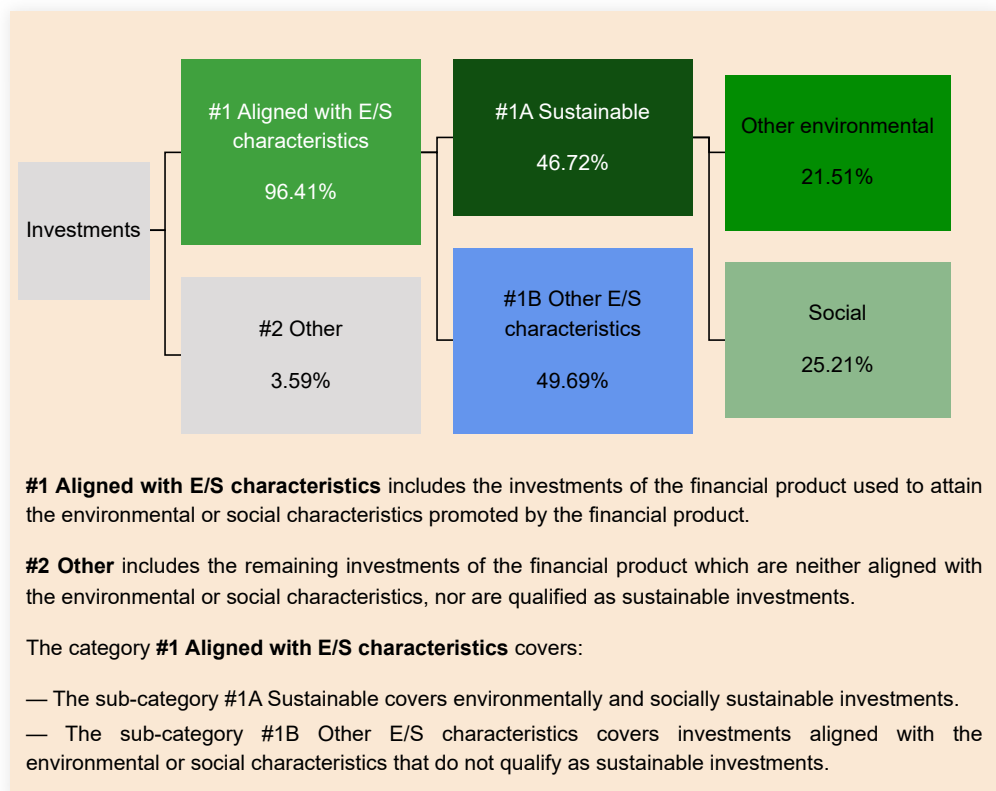 Investments
#1 Aligned with E/S
characteristics
96.41%
#2 Other
3.59%
#1A Sustainable
46.72%
#1B Other E/S
characteristics
49.69%
Other environmental
21.51%
Social
25.21%
#1 Aligned with E/S characteristics includes the investments of the financial product used to attain
the environmental or social characteristics promoted by the financial product.
#2 Other includes the remaining investments of the financial product which are neither aligned with
the environmental or social characteristics, nor are qualified as sustainable investments.
The category #1 Aligned with E/S characteristics covers:
— The sub-category #1A Sustainable covers environmentally and socially sustainable investments.
— The sub-category #1B Other E/S characteristics covers investments aligned with the
environmental or social characteristics that do not qualify as sustainable investments.